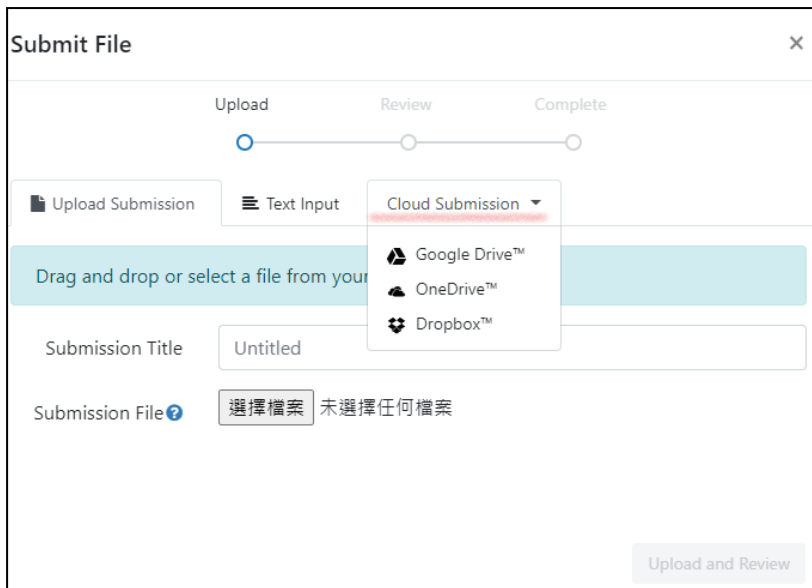 Submit File ×
Upload Review Complete
Upload Submission Text Input Cloud Submission
Google Drive™
Drag and drop or select a file from your
OneDrive™
Dropbox™
Submission Title Untitled
Submission File 選擇檔案 未選擇任何檔案
Upload and Review